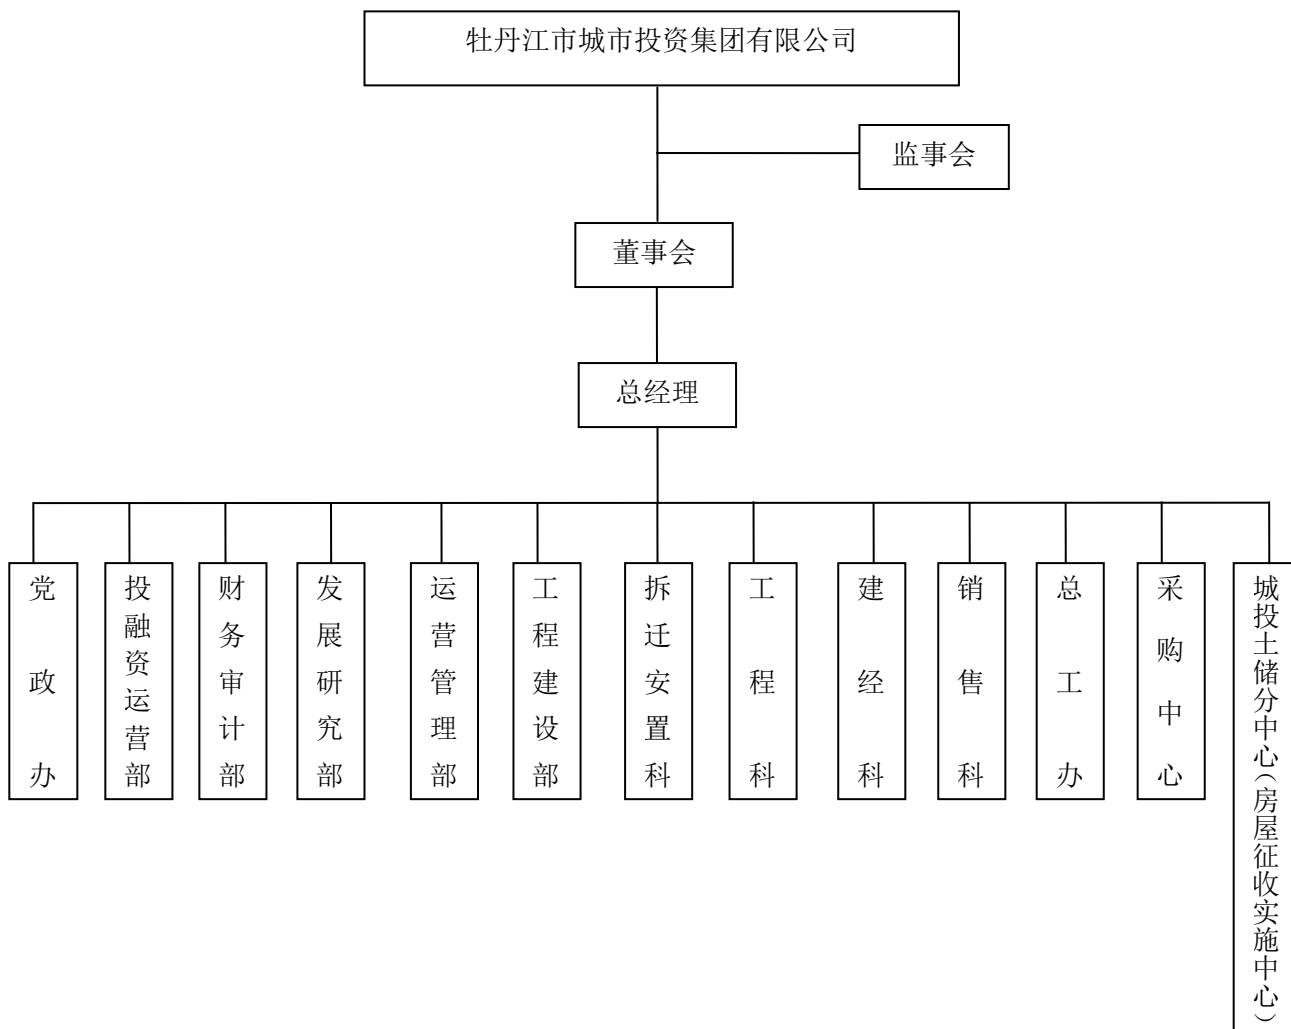 牡丹江市城市投资集团有限公司
监事会
董事会
总经理
党政办
投融资运营部
财务审计部
发展研究部
运营管理部
工程建设部
拆迁安置科
工程科
建经科
销售科
总工办
采购中心
城投土储分中心（房屋征收实施中心）